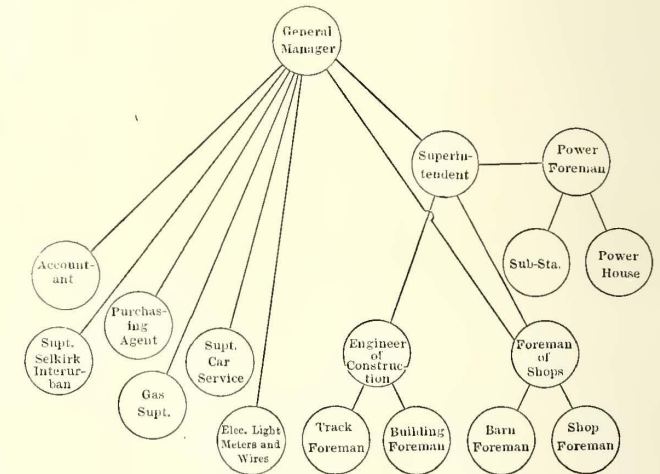 General
Manager
Superin-
tendent
Power
Foreman
Sub-Sta.
Power
House
Account-
ant
Supt.
Selkirk
Interur-
ban
Purchas-
ing
Agent
Gas
Supt.
Supt.
Car
Service
Elec. Light
Meters and
Wires
Engineer
of
Construc-
tion
Foreman
of
Shops
Track
Foreman
Building
Foreman
Barn
Foreman
Shop
Foreman